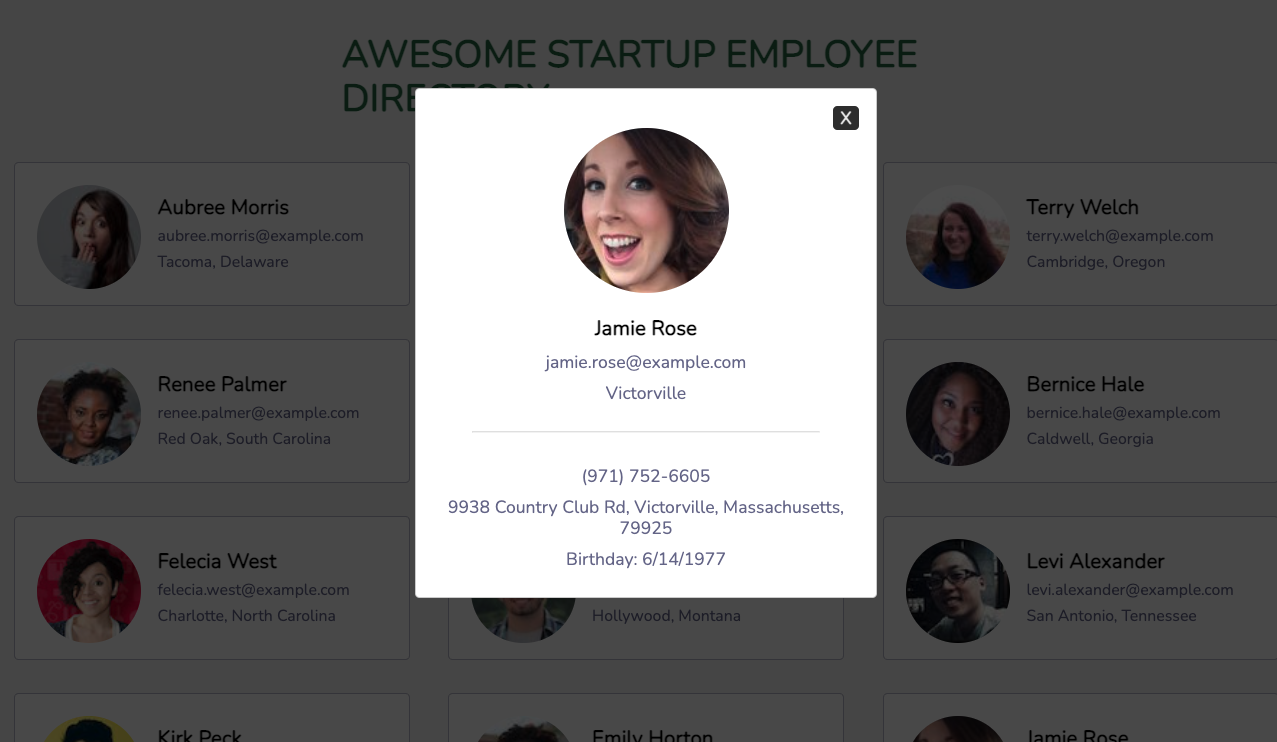 AWESOME STARTUP EMPLOYEE
DIRECTORY
X
Jamie Rose
jamie.rose@example.com
Victorville
(971) 752-6605
9938 Country Club Rd, Victorville, Massachusetts,
79925
Birthday: 6/14/1977
Aubree Morris
aubree.morris@example.com
Tacoma, Delaware
Terry Welch
terry.welch@example.com
Cambridge, Oregon
Renee Palmer
renee.palmer@example.com
Red Oak, South Carolina
Bernice Hale
bernice.hale@example.com
Caldwell, Georgia
Felecia West
felecia.west@example.com
Charlotte, North Carolina
Hollywood, Montana
Levi Alexander
levi.alexander@example.com
San Antonio, Tennessee
Kirk Peck
Emily Horton
Jamie Rose